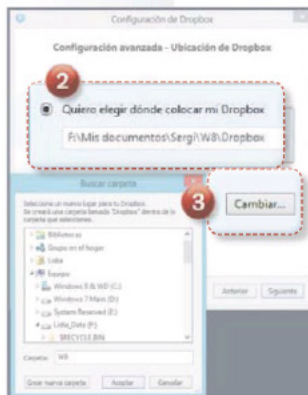 Configuración de Dropbox
Configuración avanzada - Ubicación de Dropbox
2
Quiero elegir dónde colocar mi Dropbox
F:\Mis documentos\Sergi\W8\Dropbox
3
Cambiar...
Buscar carpeta
Seleccione un nuevo lugar para tu Dropbox.
Se creará una carpeta llamada "Dropbox" dentro de la
carpeta que selecciones.
Bibliotecas
Grupo en el hogar
Lidia
Equipo
Windows 8 & WD (C:)
Windows 7 Main (D:)
System Reserved (E:)
Lidia_Data (F:)
$RECYCLE.BIN
Carpeta: W8
Crear nueva carpeta Aceptar Cancelar
Anterior Siguiente